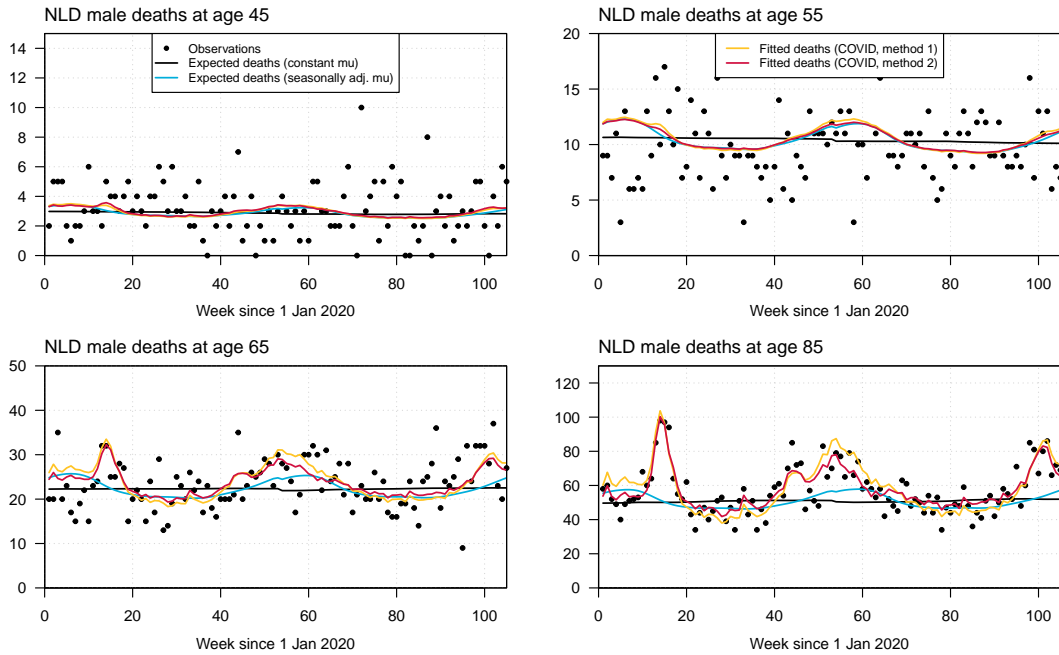 NLD male deaths at age 45
14
12
10
8
6
4
2
0
Observations
Expected deaths (constant mu)
Expected deaths (seasonally adj. mu)
0 20 40 60 80 100
Week since 1 Jan 2020
NLD male deaths at age 55
20
15
10
5
0
Fitted deaths (COVID, method 1)
Fitted deaths (COVID, method 2)
0 20 40 60 80 100
Week since 1 Jan 2020
NLD male deaths at age 65
50
40
30
20
10
0
0 20 40 60 80 100
Week since 1 Jan 2020
NLD male deaths at age 85
120
100
80
60
40
20
0
0 20 40 60 80 100
Week since 1 Jan 2020